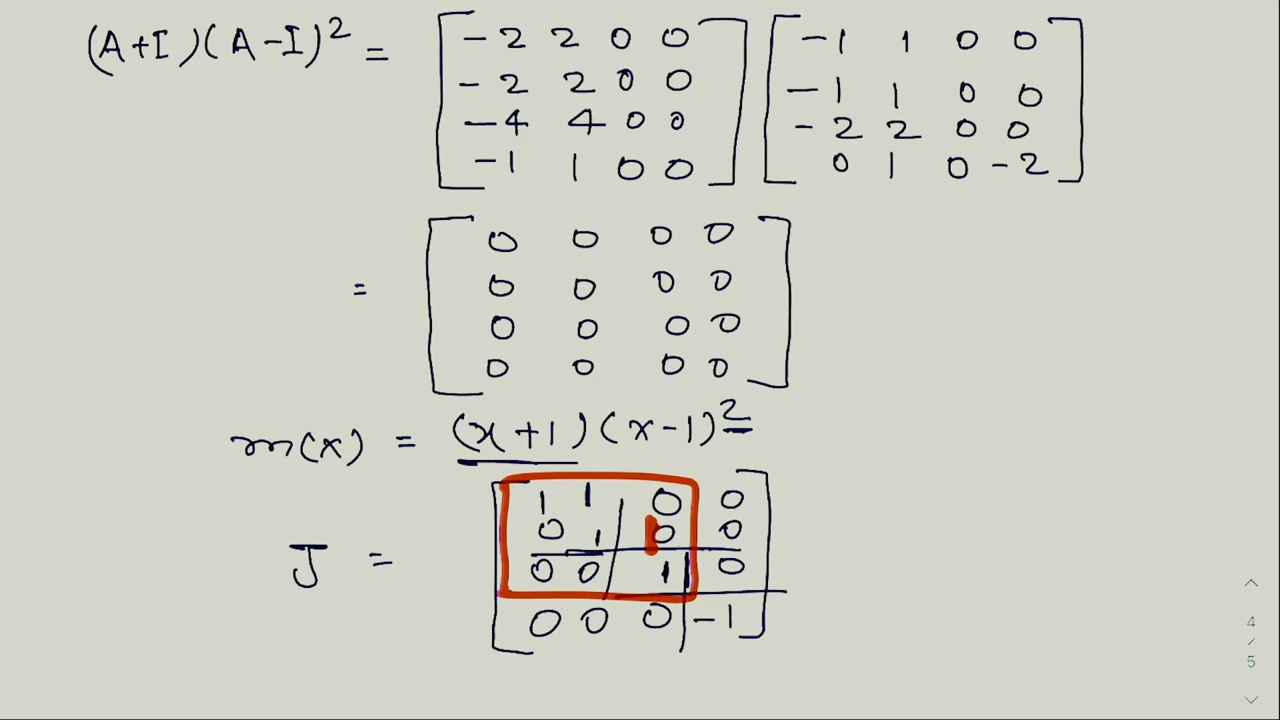 (A+I)(A-I)² = [ -2 2 0 0 ] [ -1 1 0 0 ]
[ -2 2 0 0 ] [ -1 1 0 0 ]
[ -4 4 0 0 ] [ -2 2 0 0 ]
[ -1 1 0 0 ] [ 0 1 0 -2 ]
= [ 0 0 0 0 ]
[ 0 0 0 0 ]
[ 0 0 0 0 ]
[ 0 0 0 0 ]
m(x) = (x+1)(x-1)²
J = [ 1 1 0 0 ]
[ 0 1 0 0 ]
[ 0 0 1 0 ]
[ 0 0 0 -1 ]
4
/
5